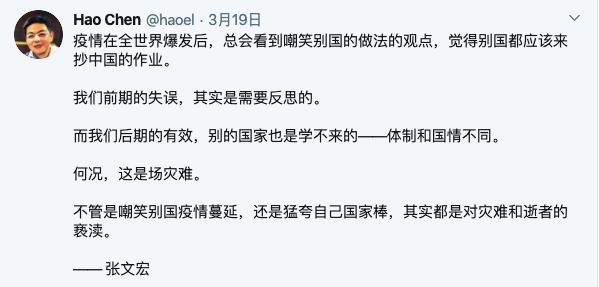 Hao Chen @haoel · 3月19日
疫情在全世界爆发后，总会看到嘲笑别国的做法的观点，觉得别国都应该来
抄中国的作业。
我们前期的失误，其实是需要反思的。
而我们后期的有效，别的国家也是学不来的——体制和国情不同。
何况，这是场灾难。
不管是嘲笑别国疫情蔓延，还是猛夸自己国家棒，其实都是对灾难和逝者的
亵渎。
—— 张文宏